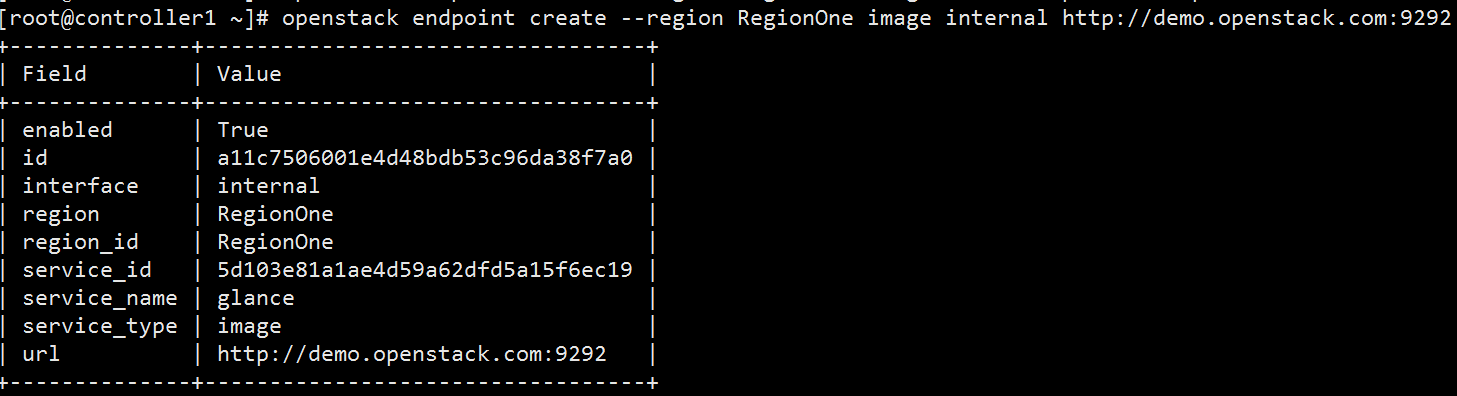 [root@controller1 ~]# openstack endpoint create --region RegionOne image internal http://demo.openstack.com:9292
+--------------+----------------------------------+
| Field        | Value                            |
+--------------+----------------------------------+
| enabled      | True                             |
| id           | a11c7506001e4d48bdb53c96da38f7a0 |
| interface    | internal                         |
| region       | RegionOne                        |
| region_id    | RegionOne                        |
| service_id   | 5d103e81a1ae4d59a62dfd5a15f6ec19 |
| service_name | glance                           |
| service_type | image                            |
| url          | http://demo.openstack.com:9292   |
+--------------+----------------------------------+